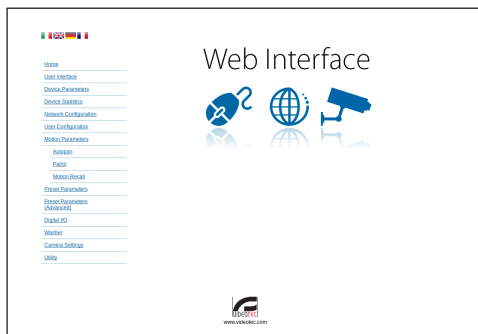 Web Interface
Home
User interface
Device Parameters
Device Statistics
Network Configuration
User Configuration
Motion Parameters
Autopan
Patrol
Motion Recall
Preset Parameters
Preset Parameters
(Advanced)
Digital I/O
Washer
Camera Settings
Utility
VIDEOTEC
www.videotec.com